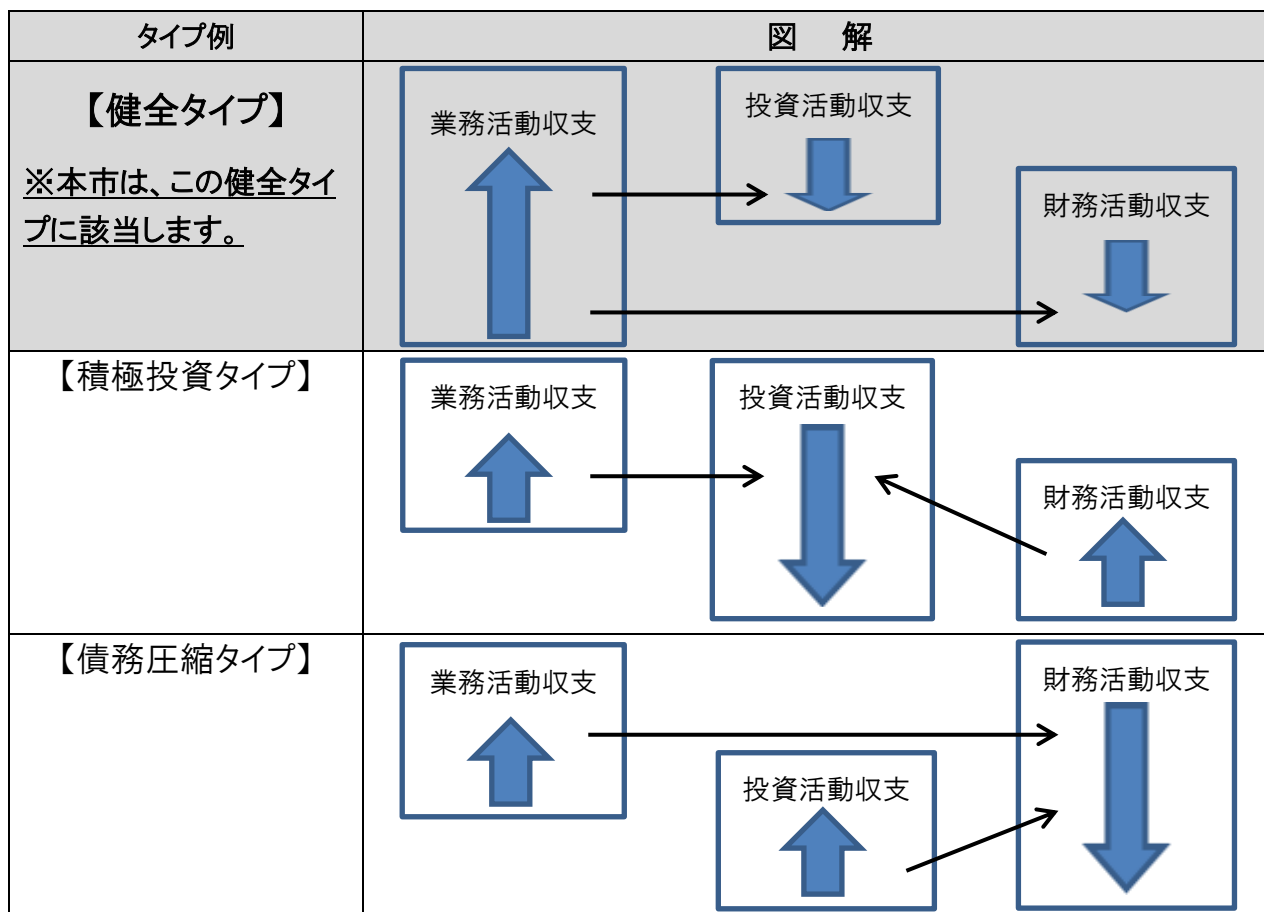 タイプ例
図 解
【健全タイプ】
※本市は、この健全タイ
プに該当します。
業務活動収支
投資活動収支
財務活動収支
【積極投資タイプ】
業務活動収支
投資活動収支
財務活動収支
【債務圧縮タイプ】
業務活動収支
投資活動収支
財務活動収支